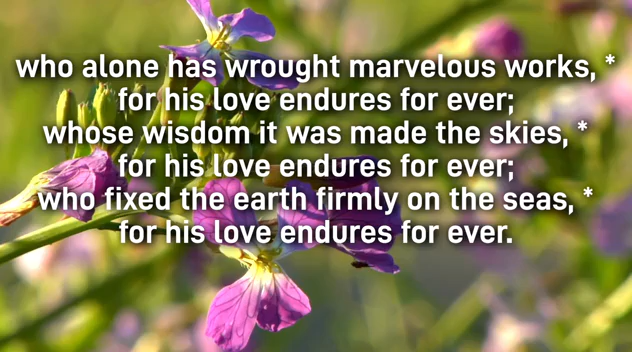 who alone has wrought marvelous works, *
for his love endures for ever;
whose wisdom it was made the skies, *
for his love endures for ever;
who fixed the earth firmly on the seas, *
for his love endures for ever.